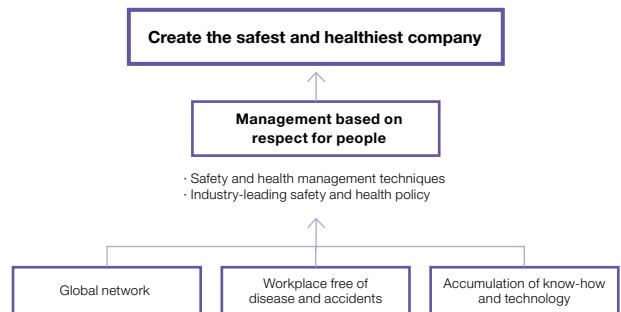 Create the safest and healthiest company
Management based on
respect for people
· Safety and health management techniques
· Industry-leading safety and health policy
Global network
Workplace free of
disease and accidents
Accumulation of know-how
and technology